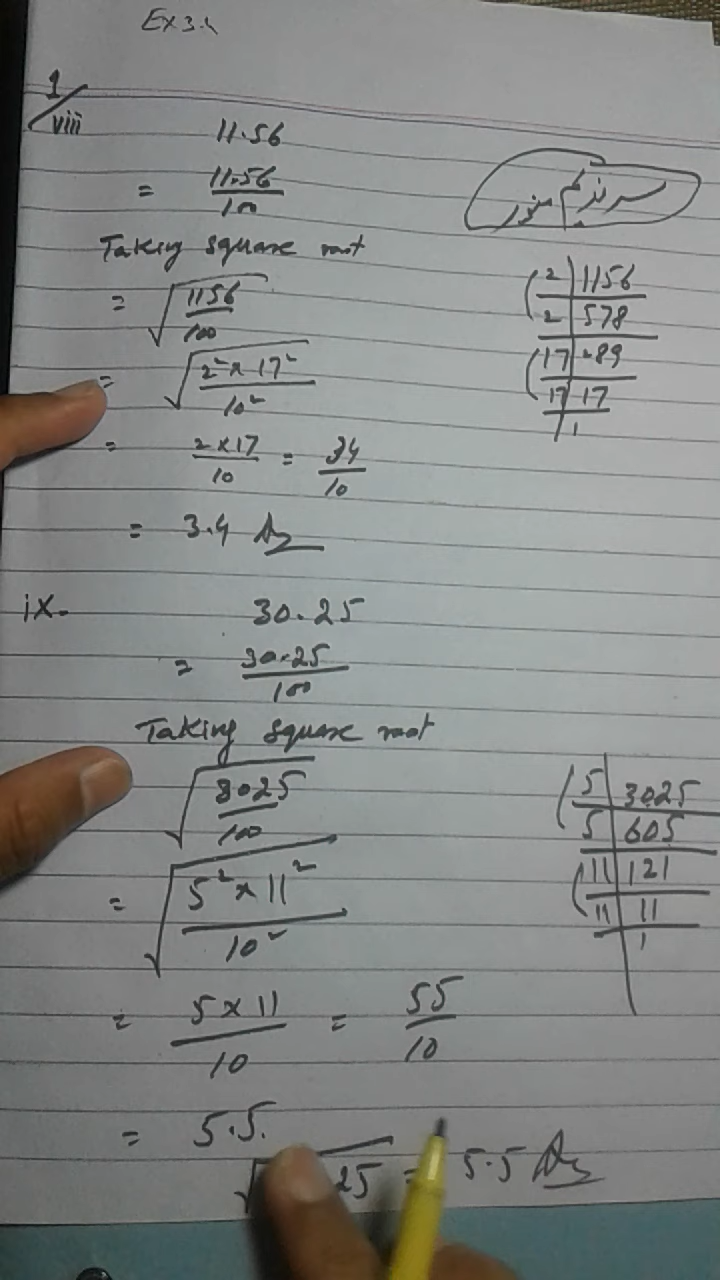 Ex 3.4
1/viii
11.56
= 11.56/100
Taking square root
= √(1156/100)
= √(2² × 17²/10²)
= 2×17/10 = 34/10
= 3.4 Ans
2 | 1156
2 | 578
17 | 289
17 | 17
1
ix. 30.25
= 30.25/100
Taking square root
√(3025/100)
= √(5² × 11²/10²)
= 5 × 11/10 = 55/10
= 5.5.
25 = 5.5 Ans
5 | 3025
5 | 605
11 | 121
11 | 11
1